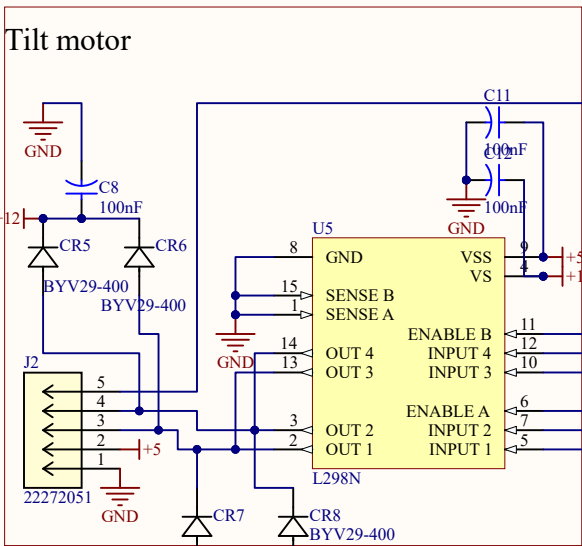 Tilt motor
GND
C8
100nF
+12
CR5
BYV29-400
CR6
BYV29-400
C11
100nF
C12
100nF
GND
U5
8 GND VSS 9 +5
VS 4
15 SENSE B
1 SENSE A
GND
ENABLE B 11
14 OUT 4 INPUT 4 12
13 OUT 3 INPUT 3 10
ENABLE A 6
3 OUT 2 INPUT 2 7
2 OUT 1 INPUT 1 5
L298N
J2
5
4
3
2 +5
1
22272051
GND
CR7
CR8
BYV29-400